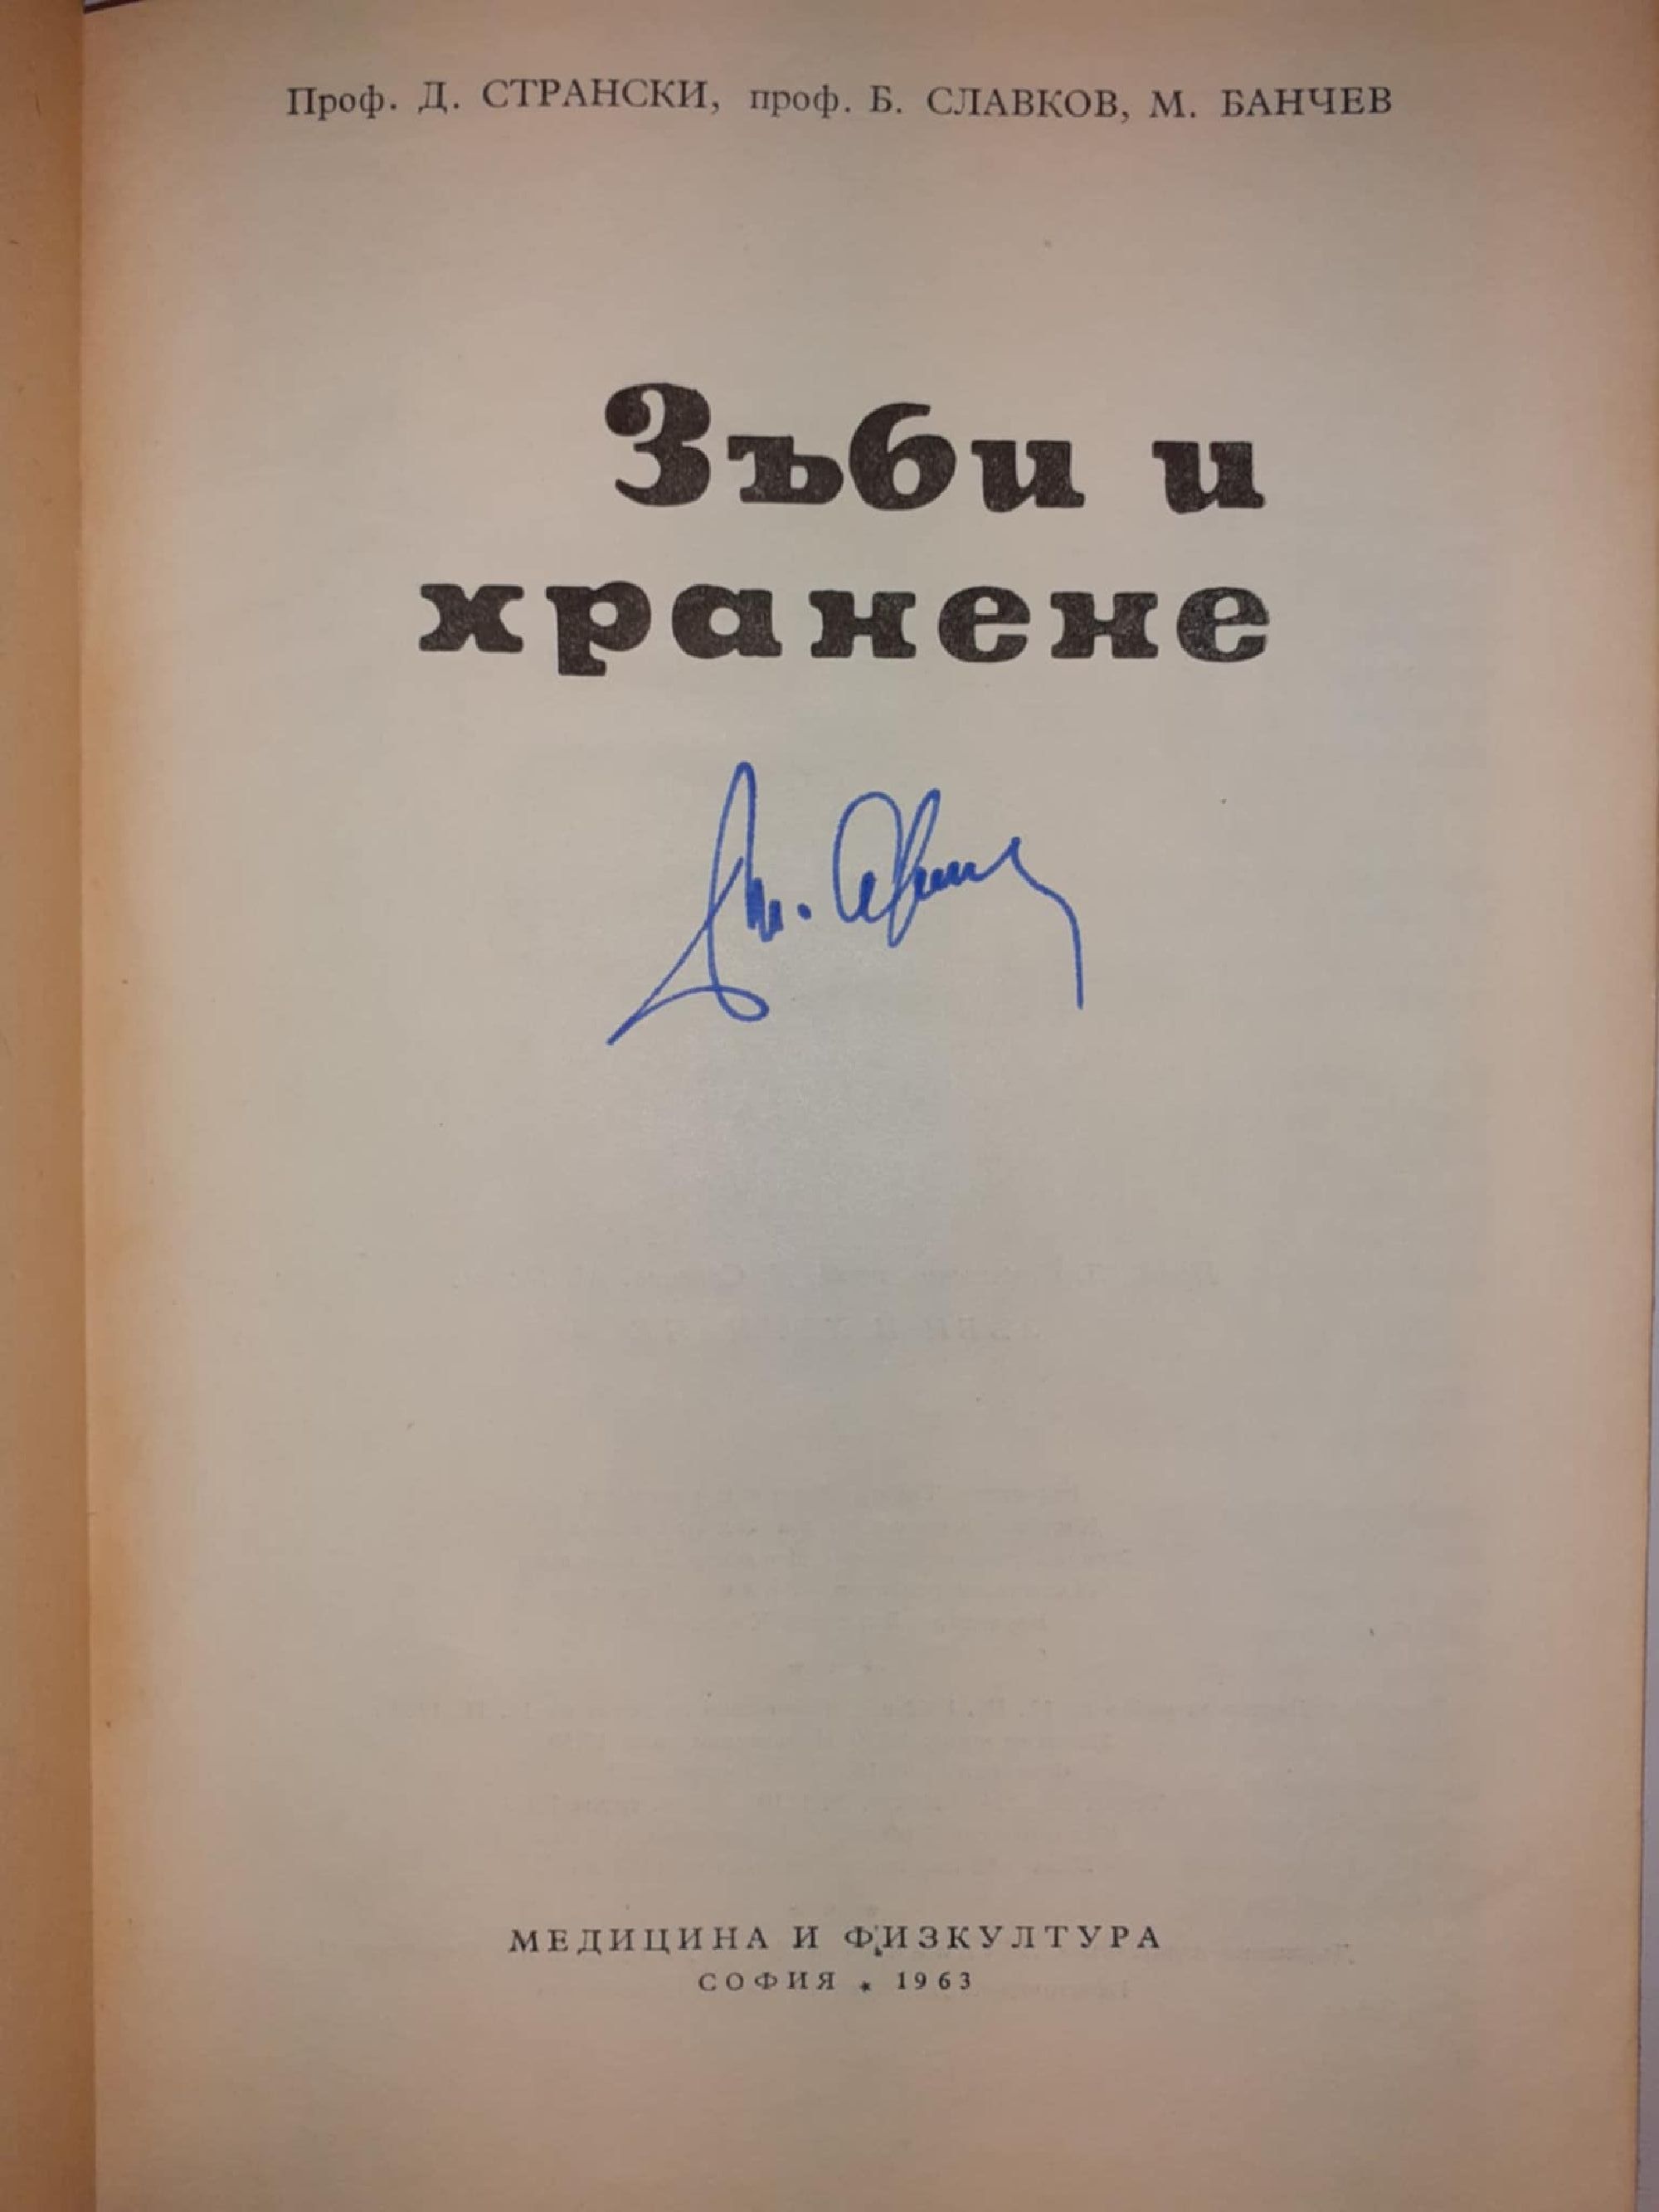 Проф. Д. СТРАНСКИ, проф. Б. СЛАВКОВ, М. БАНЧЕВ
Зъби и
хранене
МЕДИЦИНА И ФИЗКУЛТУРА
СОФИЯ * 1963